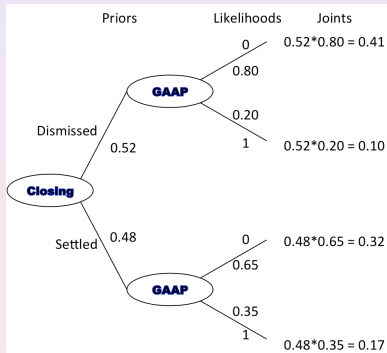 Priors Likelihoods Joints
0 0.52*0.80 = 0.41
0.80
GAAP
0.20
Dismissed
0.52
1 0.52*0.20 = 0.10
Closing
0.48
Settled
0 0.48*0.65 = 0.32
0.65
GAAP
0.35
1 0.48*0.35 = 0.17